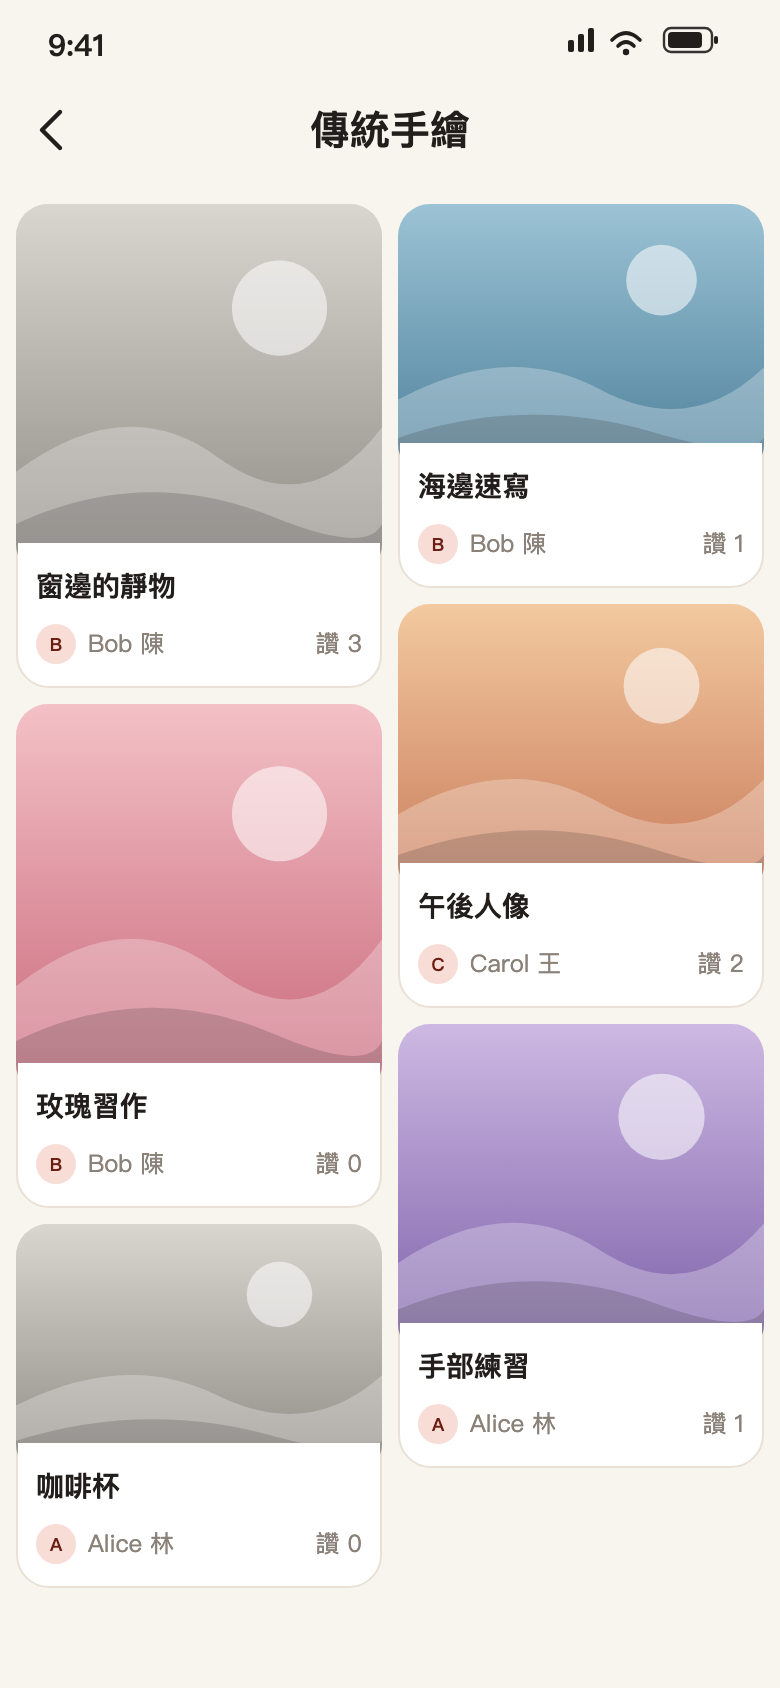 9:41
傳統手繪
窗邊的靜物
B Bob 陳 讚 3
海邊速寫
B Bob 陳 讚 1
午後人像
C Carol 王 讚 2
玫瑰習作
B Bob 陳 讚 0
手部練習
A Alice 林 讚 1
咖啡杯
A Alice 林 讚 0